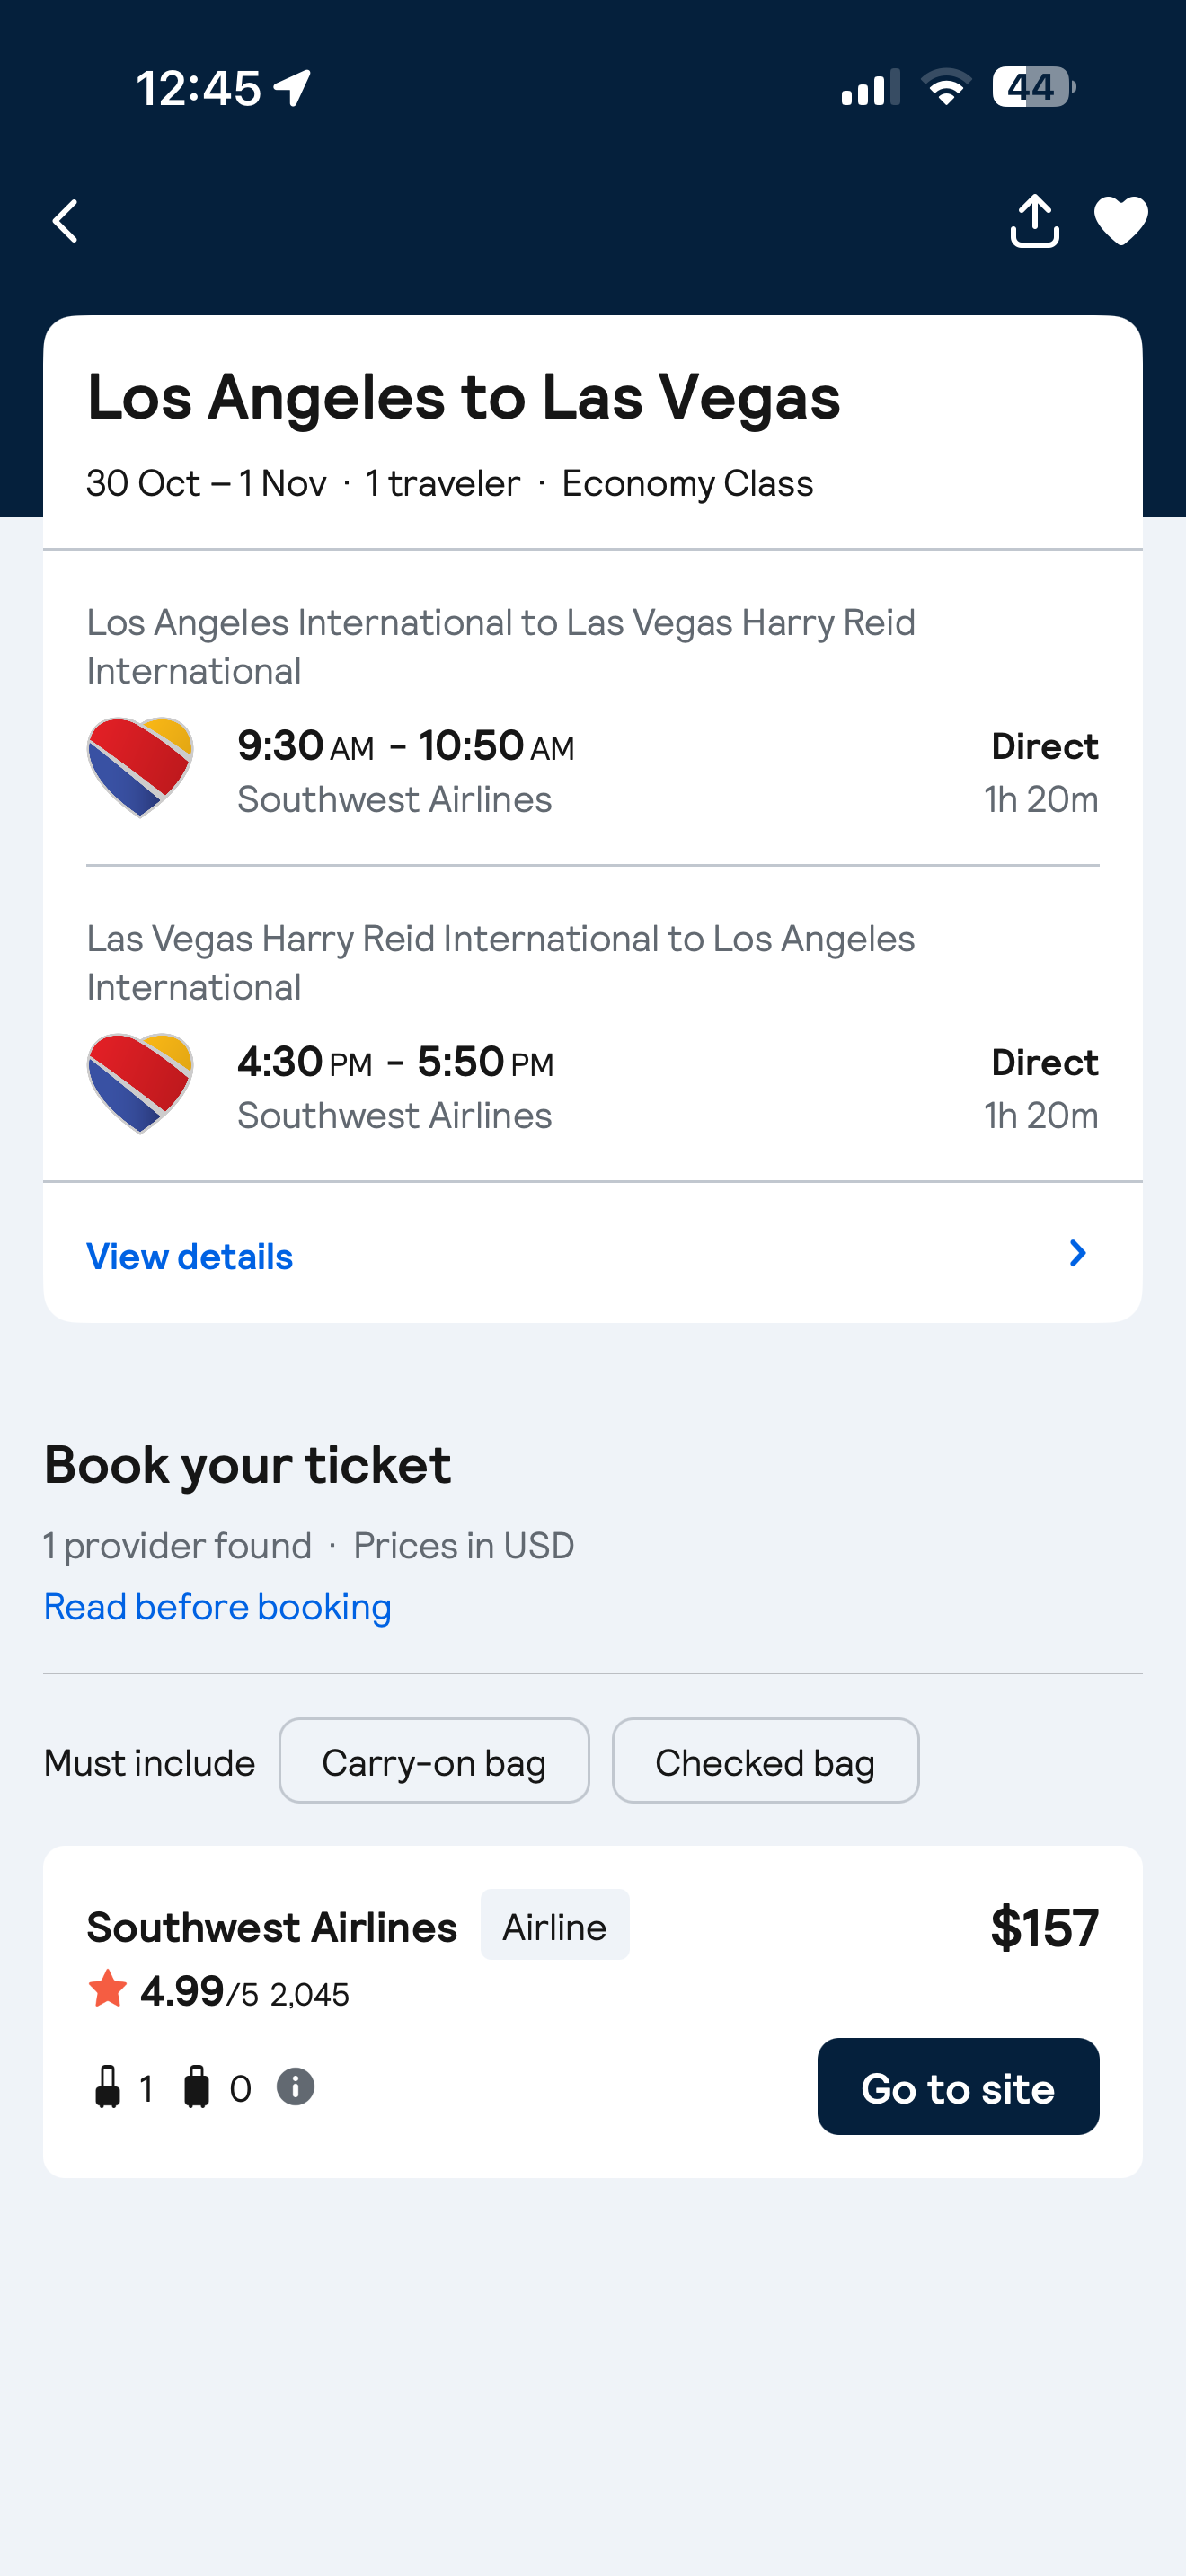 12:45
44
Los Angeles to Las Vegas
30 Oct – 1 Nov · 1 traveler · Economy Class
Los Angeles International to Las Vegas Harry Reid
International
9:30 AM - 10:50 AM
Direct
Southwest Airlines
1h 20m
Las Vegas Harry Reid International to Los Angeles
International
4:30 PM - 5:50 PM
Direct
Southwest Airlines
1h 20m
View details
Book your ticket
1 provider found · Prices in USD
Read before booking
Must include
Carry-on bag
Checked bag
Southwest Airlines
Airline
$157
4.99/5 2,045
1
0
Go to site